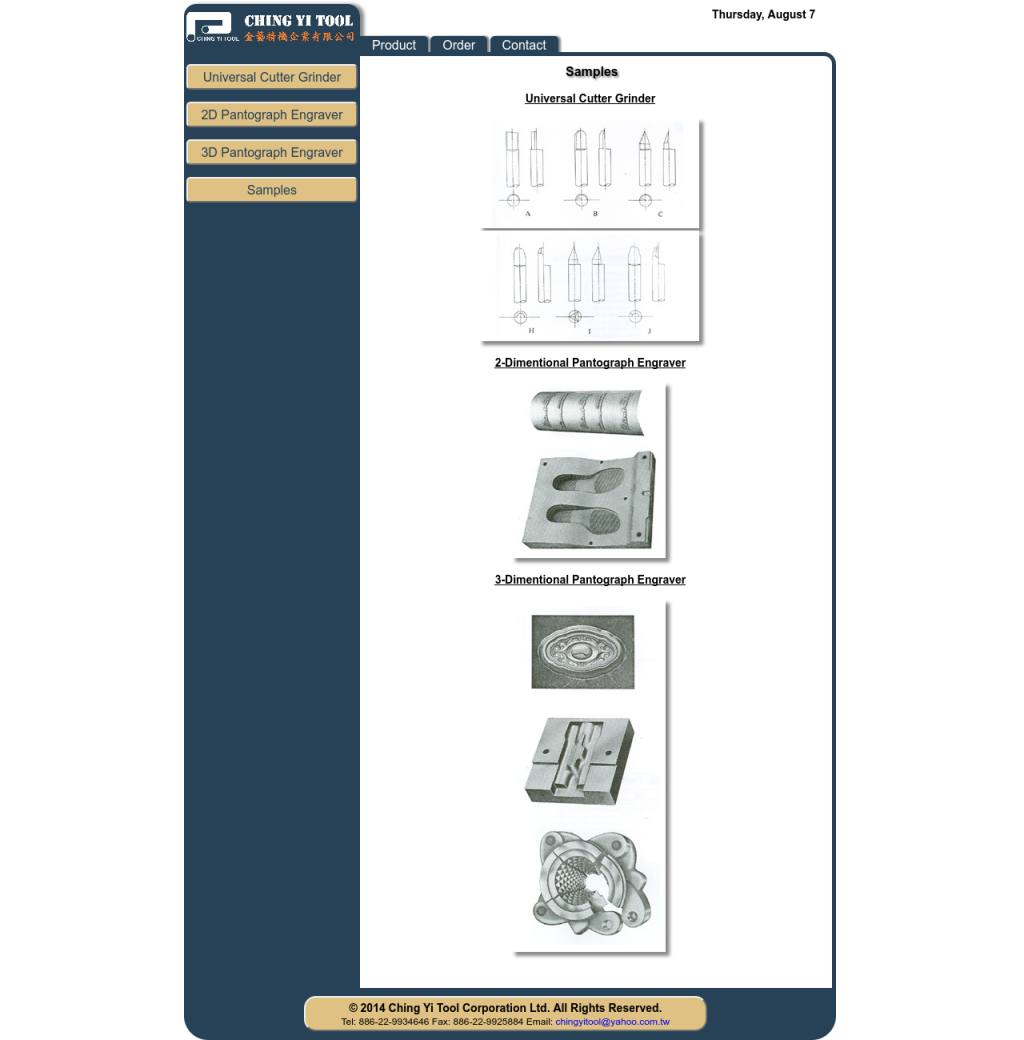 CHING YI TOOL
CHING YI TOOL
金藝精機企業有限公司
Thursday, August 7
Product
Order
Contact
Universal Cutter Grinder
2D Pantograph Engraver
3D Pantograph Engraver
Samples
Samples
Universal Cutter Grinder
A B C
H I J
2-Dimentional Pantograph Engraver
3-Dimentional Pantograph Engraver
© 2014 Ching Yi Tool Corporation Ltd. All Rights Reserved.
Tel: 886-22-9934646 Fax: 886-22-9925884 Email: chingyitool@yahoo.com.tw